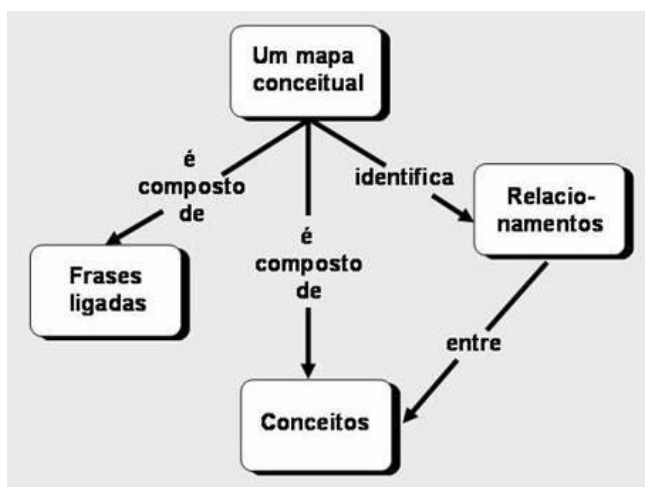 Um mapa
conceitual
é
composto
de
identifica
Relacio-
namentos
é
composto
de
Frases
ligadas
entre
Conceitos